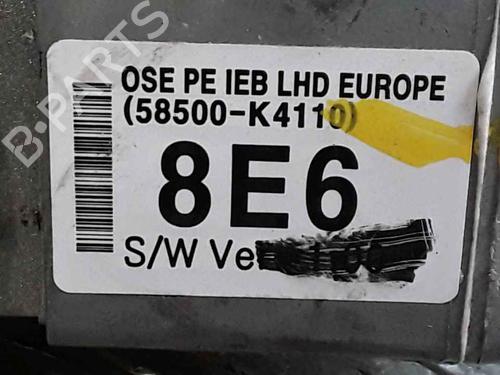 OSE PE IEB LHD EUROPE
(58500-K4110)
8E6
S/W
B-PARTS